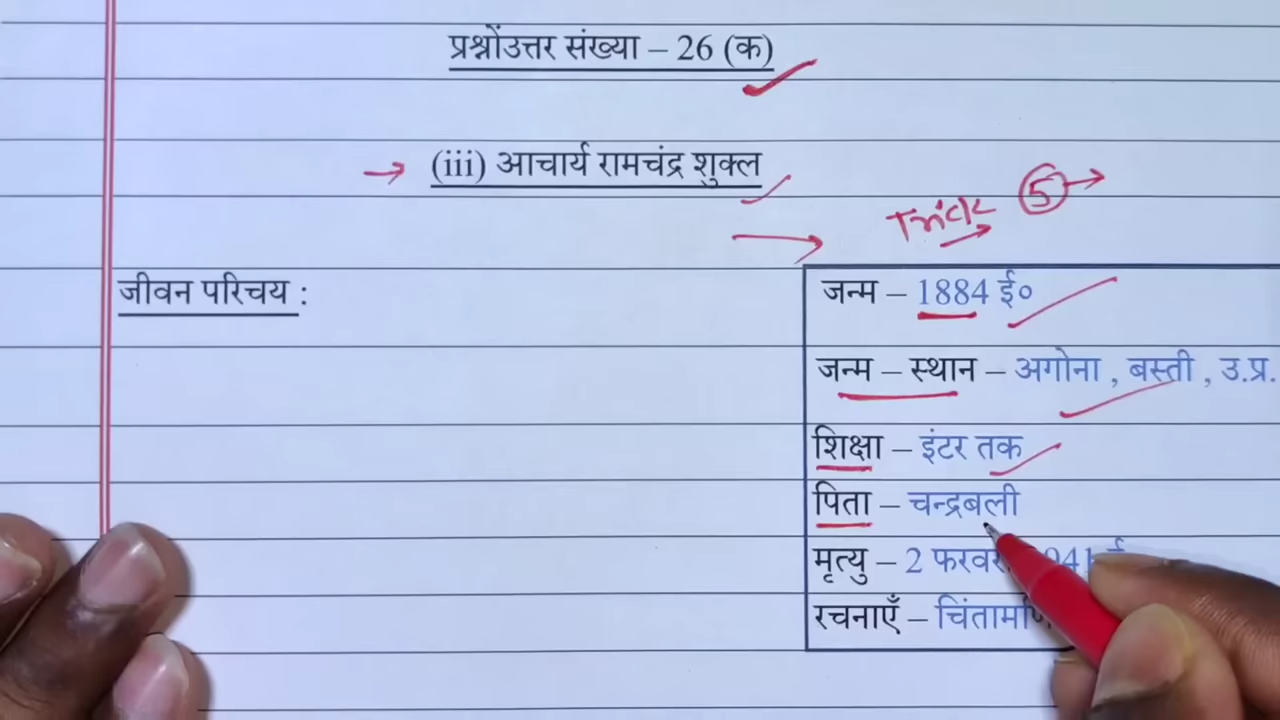 प्रश्नोंउत्तर संख्या – 26 (क)
(iii) आचार्य रामचंद्र शुक्ल
Trick 5
जीवन परिचय :
जन्म – 1884 ई०
जन्म – स्थान – अगोना , बस्ती , उ.प्र.
शिक्षा – इंटर तक
पिता – चन्द्रबली
मृत्यु – 2
रचनाएँ –